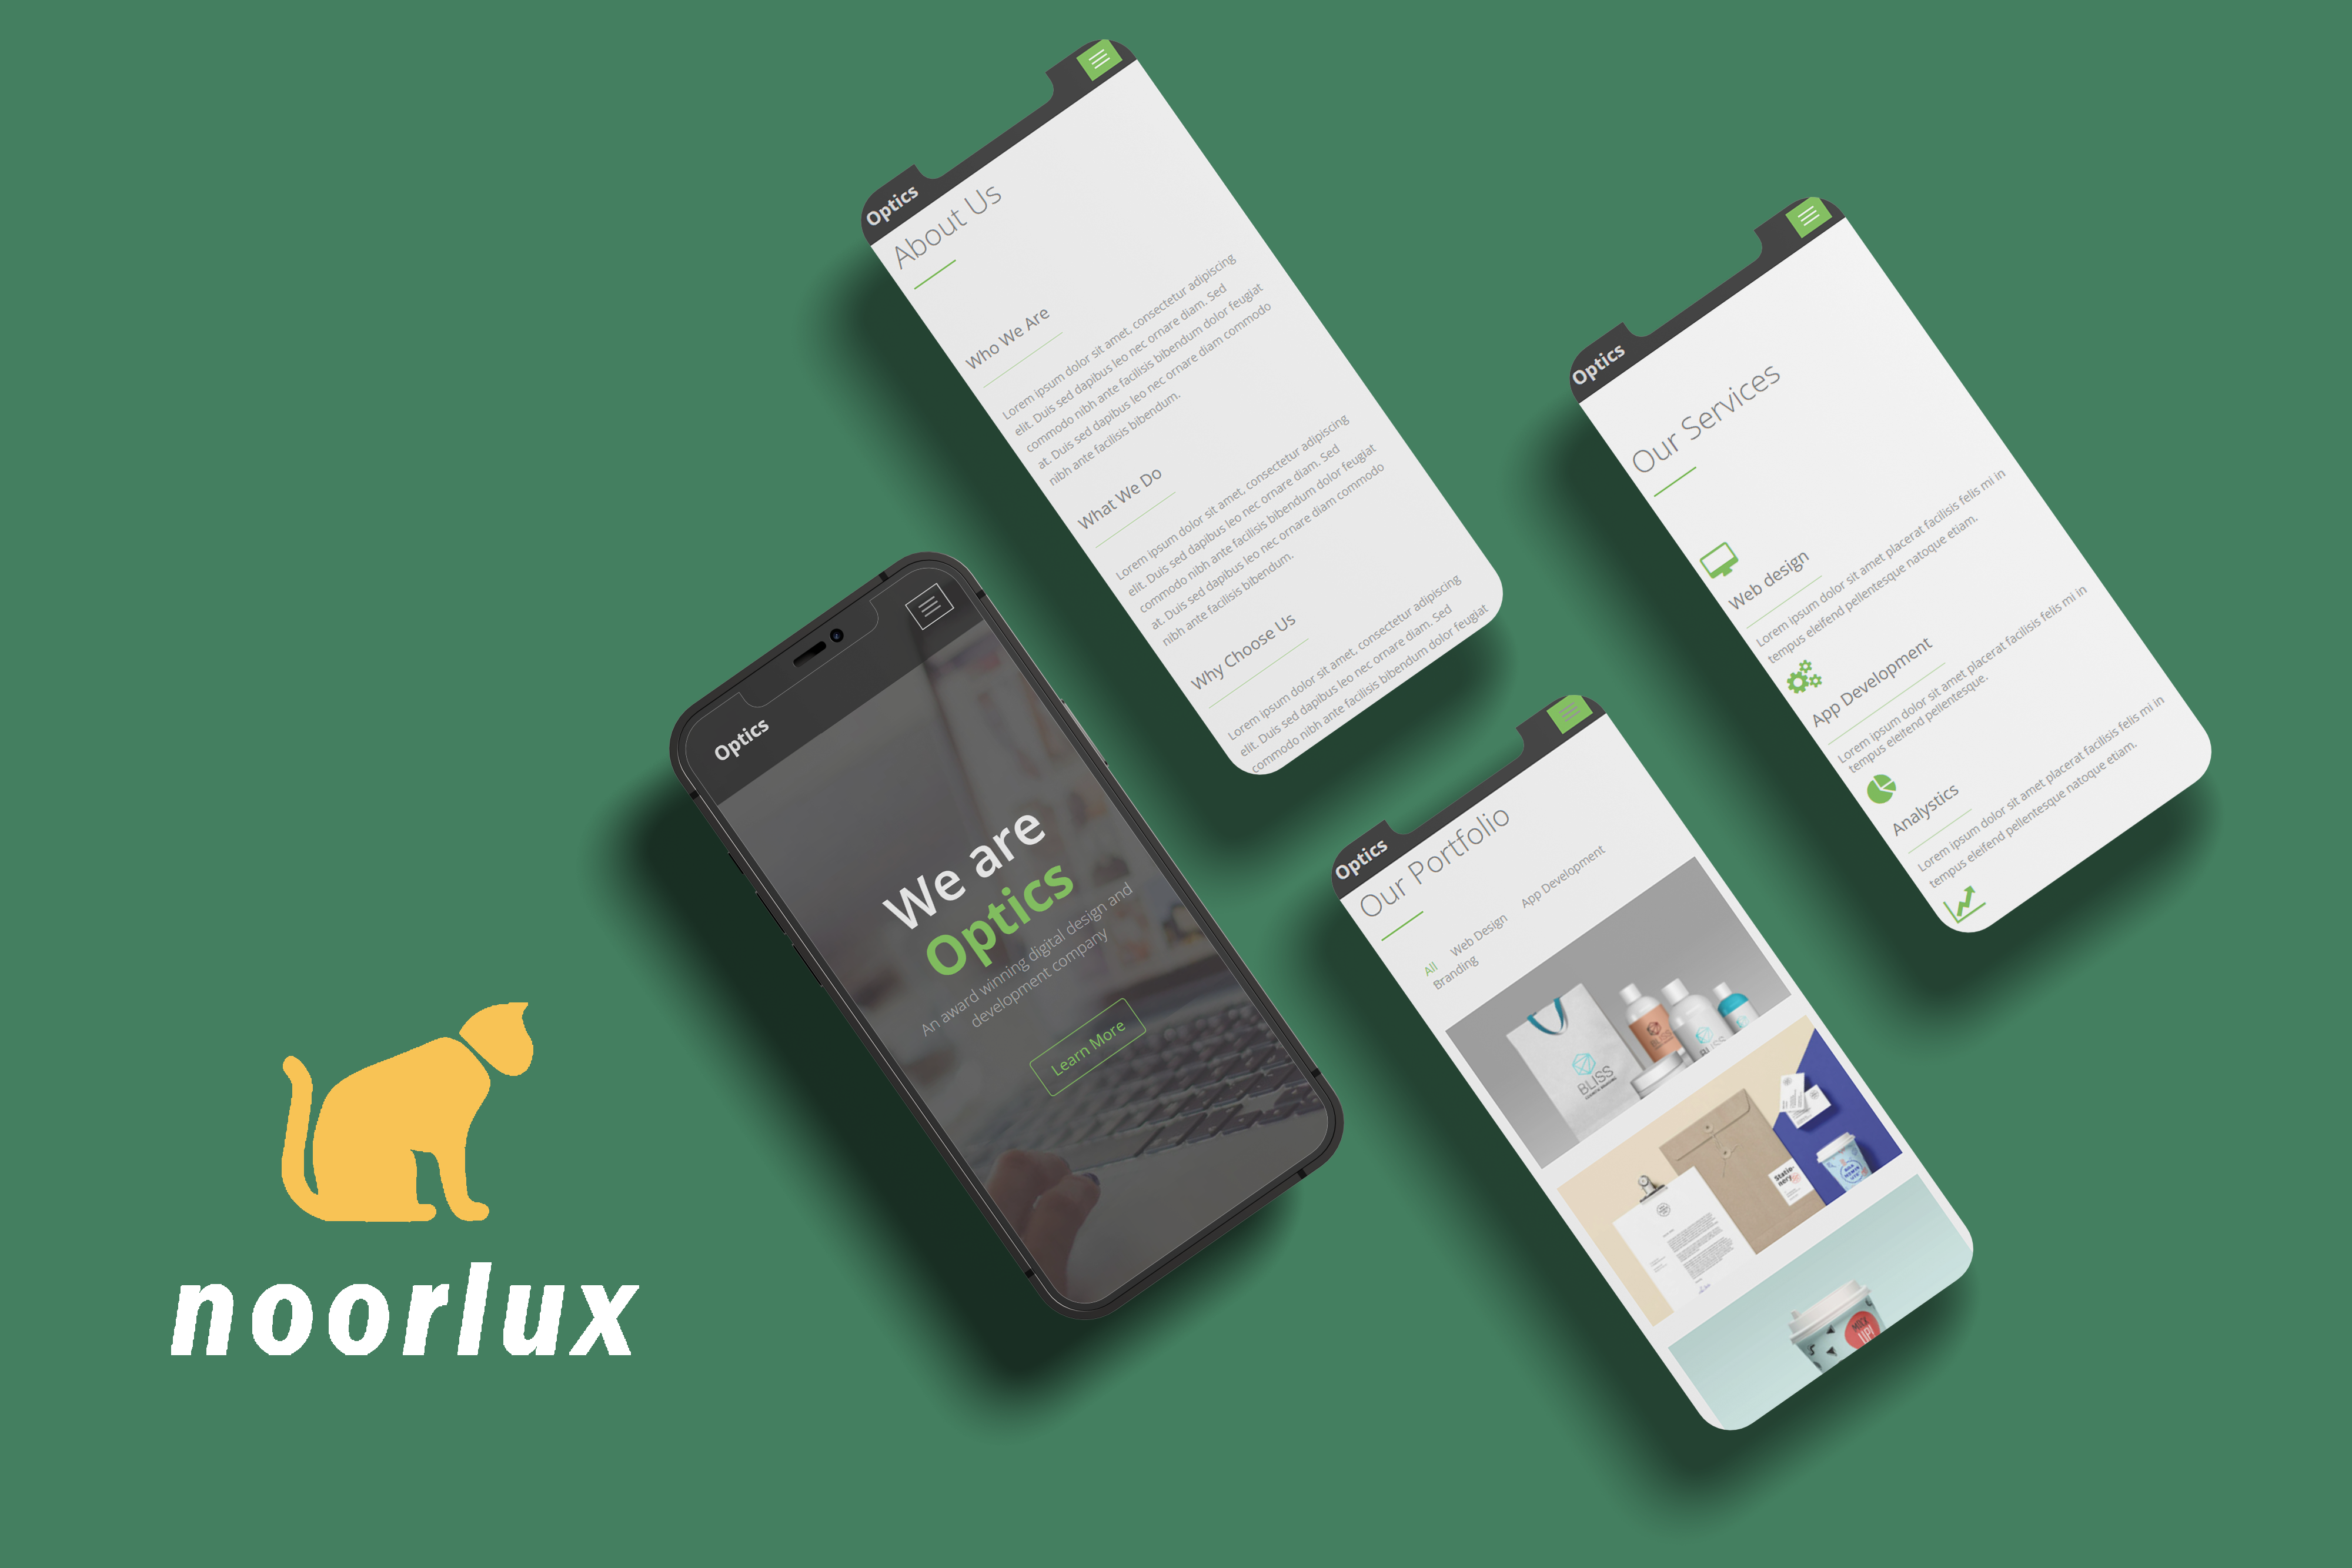 Optics
About Us
Who We Are
Lorem ipsum dolor sit amet, consectetur adipiscing
elit. Duis sed dapibus leo nec ornare diam. Sed
commodo nibh ante facilisis bibendum dolor feugiat
at. Duis sed dapibus leo nec ornare diam commodo
nibh ante facilisis bibendum.
What We Do
Lorem ipsum dolor sit amet, consectetur adipiscing
elit. Duis sed dapibus leo nec ornare diam. Sed
commodo nibh ante facilisis bibendum dolor feugiat
at. Duis sed dapibus leo nec ornare diam commodo
nibh ante facilisis bibendum.
Why Choose Us
Lorem ipsum dolor sit amet, consectetur adipiscing
elit. Duis sed dapibus leo nec ornare diam. Sed
commodo nibh ante facilisis bibendum dolor feugiat
Optics
Our Services
Web design
Lorem ipsum dolor sit amet placerat facilisis felis mi in
tempus eleifend pellentesque natoque etiam.
App Development
Lorem ipsum dolor sit amet placerat facilisis felis mi in
tempus eleifend pellentesque.
Analystics
Lorem ipsum dolor sit amet placerat facilisis felis mi in
tempus eleifend pellentesque natoque etiam.
Optics
We are
Optics
An award winning digital design and
development company
Learn More
Optics
Our Portfolio
All Web Design App Development
Branding
BLISS
Statio-
nery
MOCK
UP!
noorlux